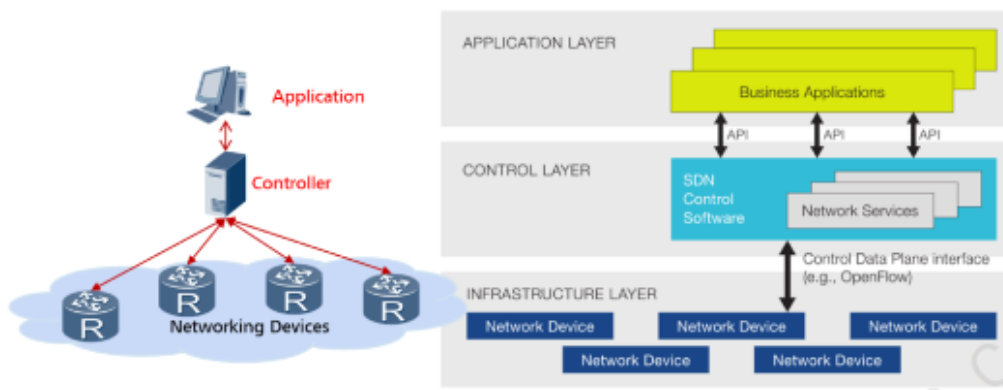 Application
Controller
R
R
R
R
Networking Devices
APPLICATION LAYER
Business Applications
API
API
API
CONTROL LAYER
SDN
Control
Software
Network Services
Control Data Plane interface
(e.g., OpenFlow)
INFRASTRUCTURE LAYER
Network Device
Network Device
Network Device
Network Device
Network Device